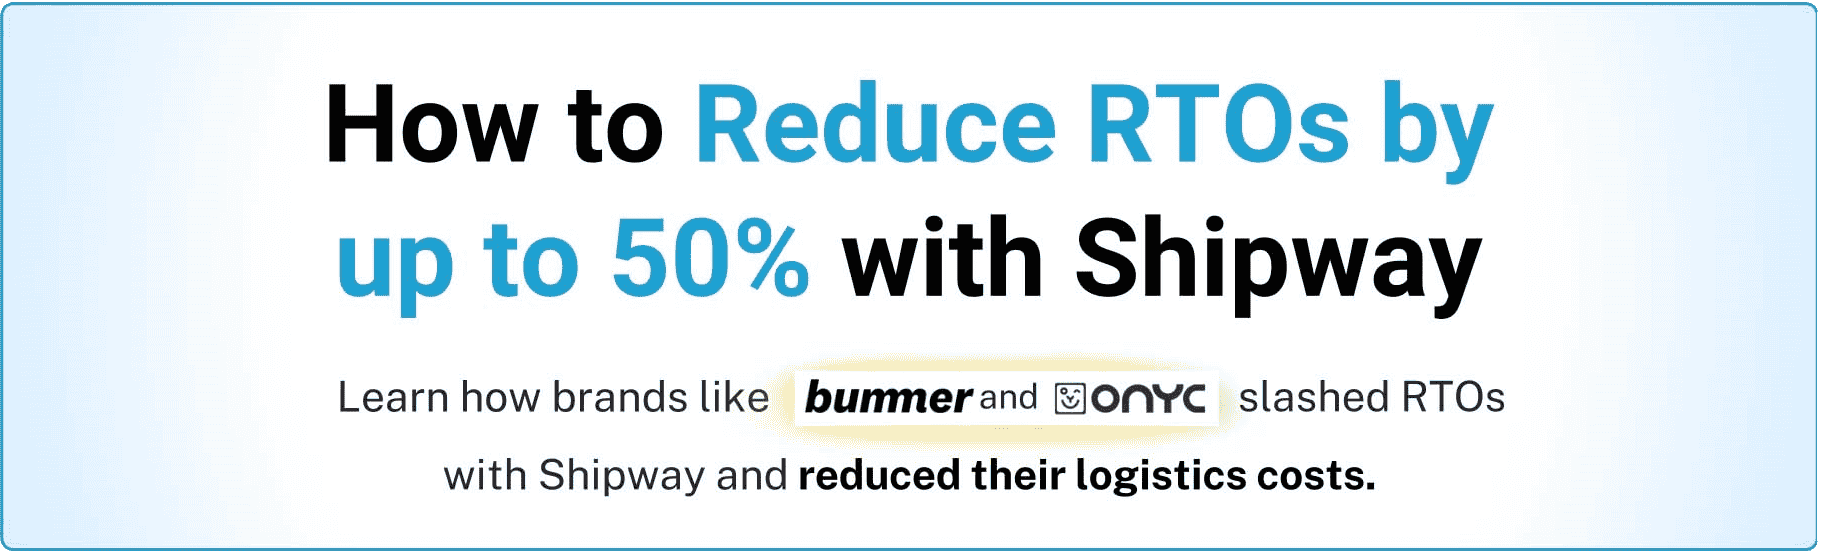 How to Reduce RTOs by
up to 50% with Shipway
Learn how brands like bummer and ONYC slashed RTOs
with Shipway and reduced their logistics costs.